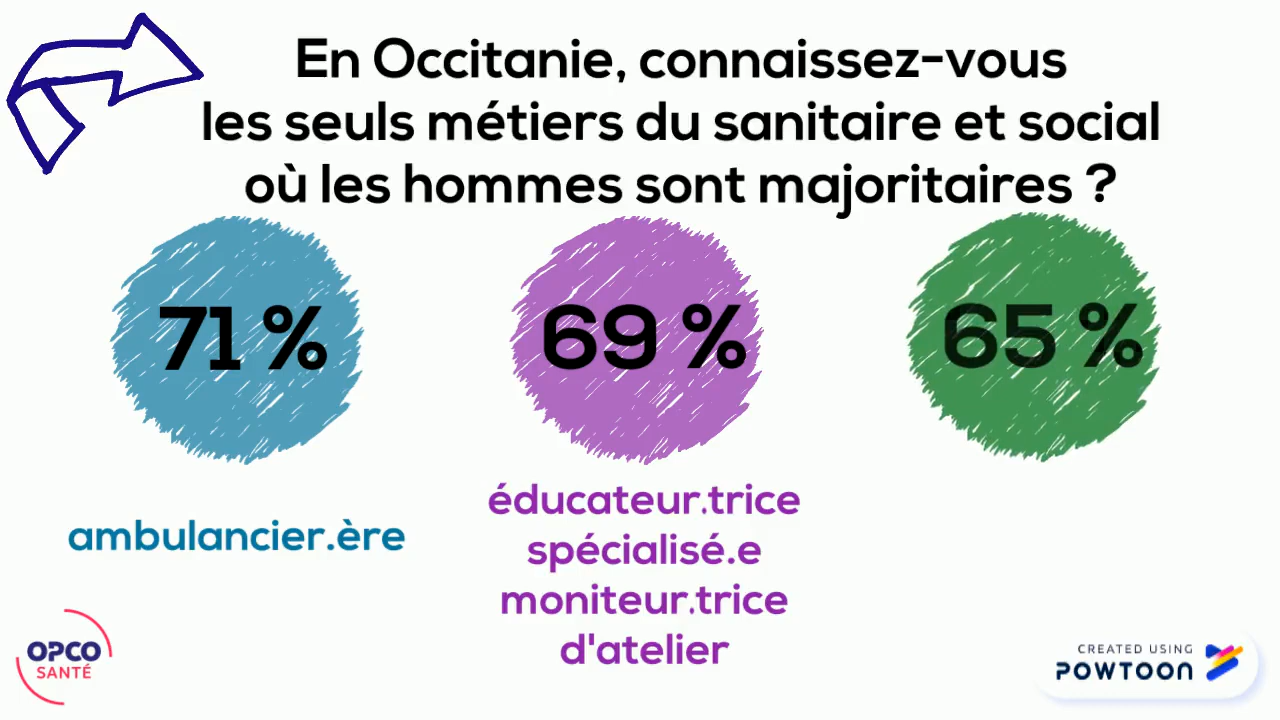 En Occitanie, connaissez-vous
les seuls métiers du sanitaire et social
où les hommes sont majoritaires ?
71 %
69 %
65 %
ambulancier.ère
éducateur.trice
spécialisé.e
moniteur.trice
d'atelier
OPCO
SANTÉ
CREATED USING
POWTOON